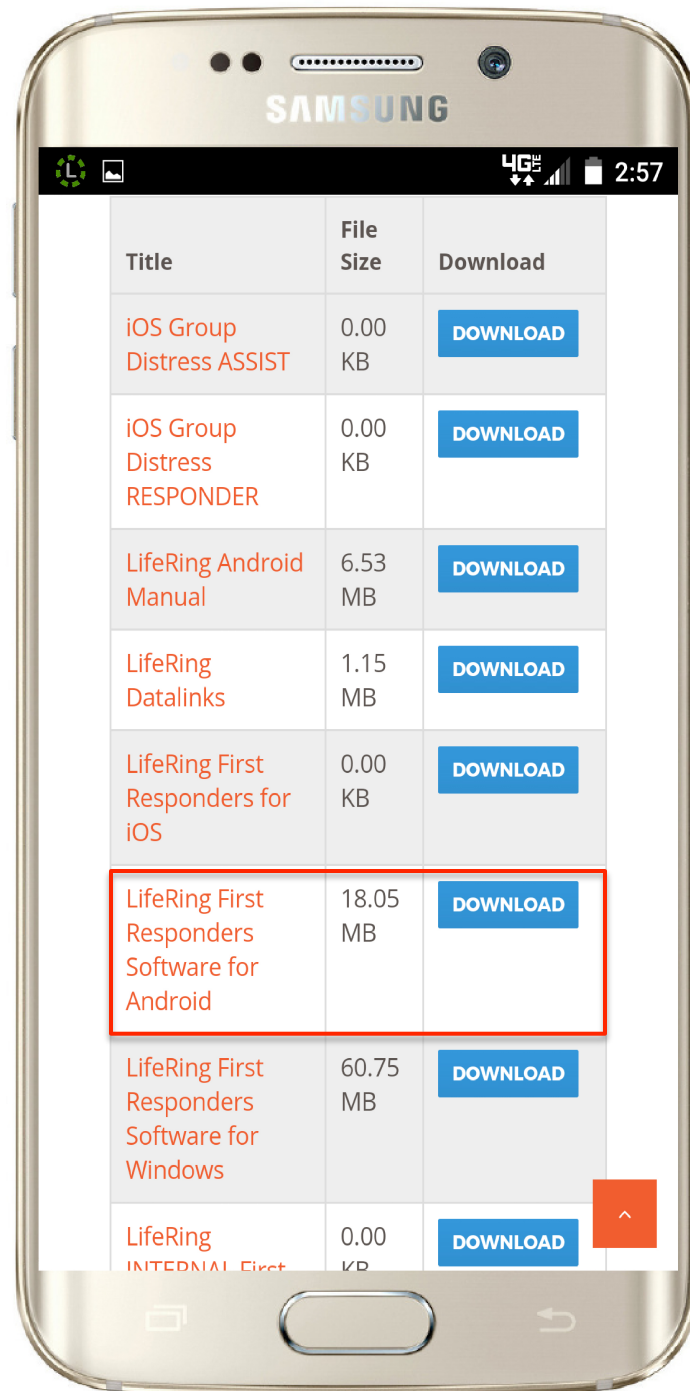 SAMSUNG
L 4G LTE 2:57
File
Title Size Download
iOS Group 0.00 DOWNLOAD
Distress ASSIST KB
iOS Group 0.00 DOWNLOAD
Distress KB
RESPONDER
LifeRing Android 6.53 DOWNLOAD
Manual MB
LifeRing 1.15 DOWNLOAD
Datalinks MB
LifeRing First 0.00 DOWNLOAD
Responders for KB
iOS
LifeRing First 18.05 DOWNLOAD
Responders MB
Software for
Android
LifeRing First 60.75 DOWNLOAD
Responders MB
Software for
Windows
LifeRing 0.00 DOWNLOAD
INTERNAL First KB